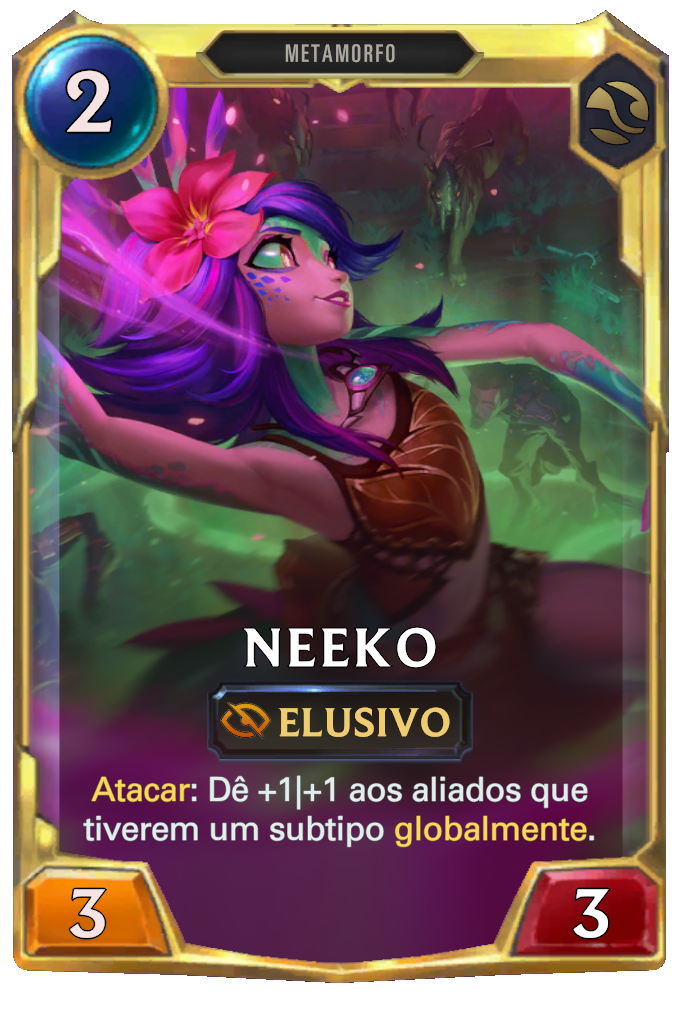 METAMORFO
2
NEEKO
ELUSIVO
Atacar: Dê +1|+1 aos aliados que
tiverem um subtipo globalmente.
3
3